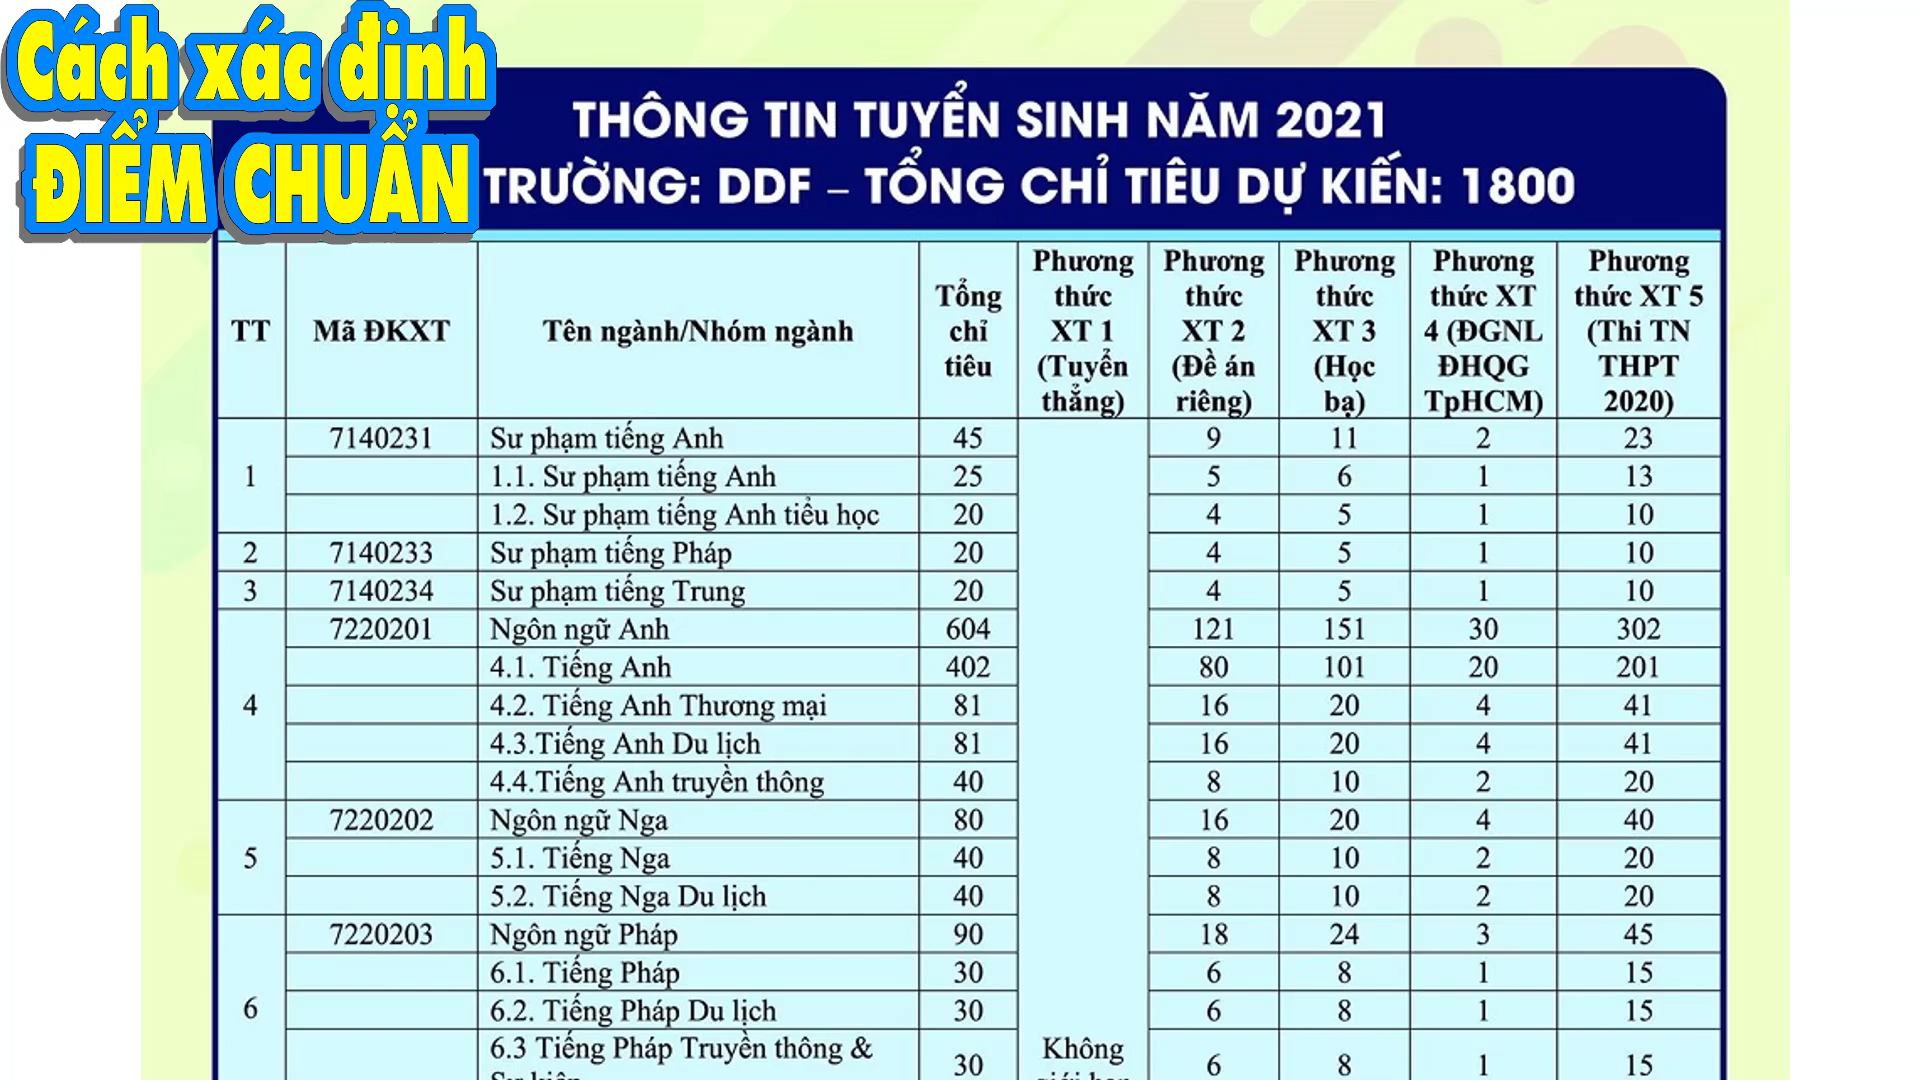 Cách xác định
ĐIỂM CHUẨN
THÔNG TIN TUYỂN SINH NĂM 2021
TRƯỜNG: DDF – TỔNG CHỈ TIÊU DỰ KIẾN: 1800
TT Mã ĐKXT Tên ngành/Nhóm ngành Tổng chỉ tiêu Phương thức XT 1 (Tuyển thẳng) Phương thức XT 2 (Đề án riêng) Phương thức XT 3 (Học bạ) Phương thức XT 4 (ĐGNL ĐHQG TpHCM) Phương thức XT 5 (Thi TN THPT 2020)
1 7140231 Sư phạm tiếng Anh 45 9 11 2 23
1.1. Sư phạm tiếng Anh 25 5 6 1 13
1.2. Sư phạm tiếng Anh tiểu học 20 4 5 1 10
2 7140233 Sư phạm tiếng Pháp 20 4 5 1 10
3 7140234 Sư phạm tiếng Trung 20 4 5 1 10
4 7220201 Ngôn ngữ Anh 604 121 151 30 302
4.1. Tiếng Anh 402 80 101 20 201
4.2. Tiếng Anh Thương mại 81 16 20 4 41
4.3.Tiếng Anh Du lịch 81 16 20 4 41
4.4.Tiếng Anh truyền thông 40 8 10 2 20
5 7220202 Ngôn ngữ Nga 80 16 20 4 40
5.1. Tiếng Nga 40 8 10 2 20
5.2. Tiếng Nga Du lịch 40 8 10 2 20
6 7220203 Ngôn ngữ Pháp 90 18 24 3 45
6.1. Tiếng Pháp 30 6 8 1 15
6.2. Tiếng Pháp Du lịch 30 6 8 1 15
6.3 Tiếng Pháp Truyền thông & 30 Không 6 8 1 15